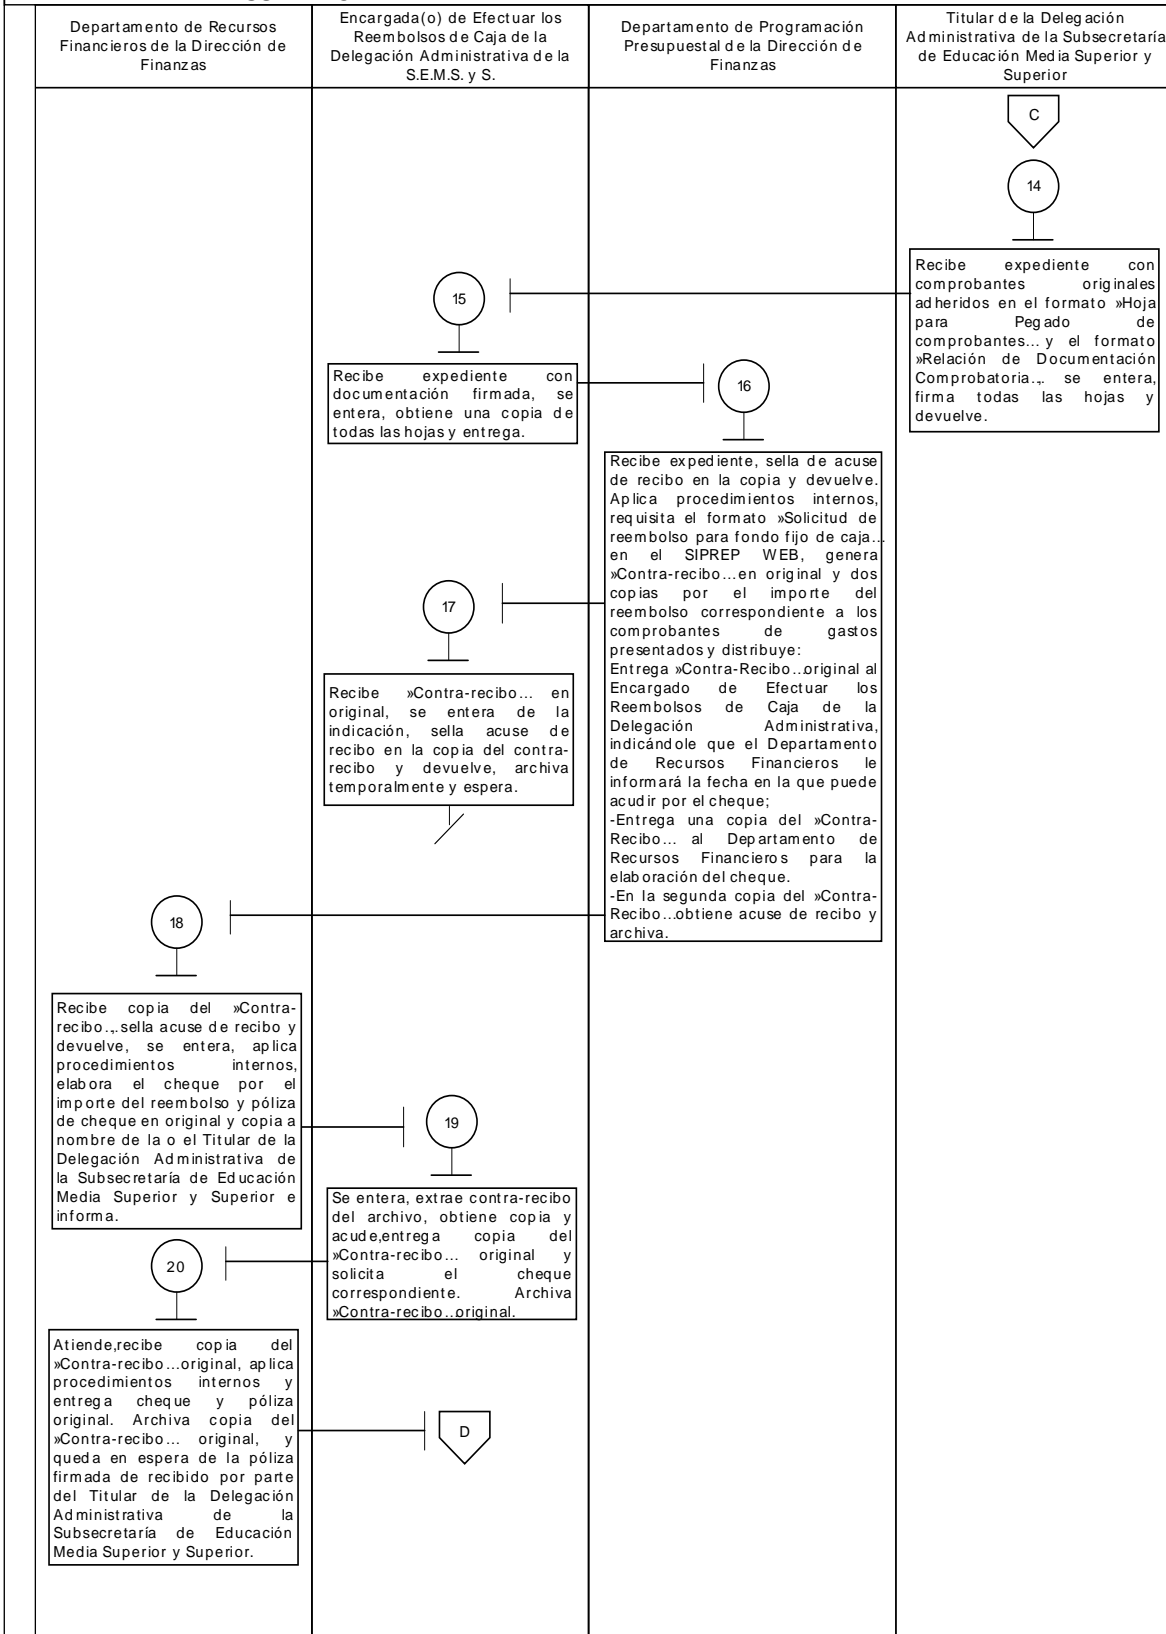 Departamento de Recursos
Financieros de la Dirección de
Finanzas
Encargada(o) de Efectuar los
Reembolsos de Caja de la
Delegación Administrativa de la
S.E.M.S. y S.
Departamento de Programación
Presupuestal de la Dirección de
Finanzas
Titular de la Delegación
Administrativa de la Subsecretaría
de Educación Media Superior y
Superior
C
14
Recibe expediente con
comprobantes originales
adheridos en el formato »Hoja
para Pegado de
comprobantes… y el formato
»Relación de Documentación
Comprobatoria…, se entera,
firma todas las hojas y
devuelve.
15
Recibe expediente con
documentación firmada, se
entera, obtiene una copia de
todas las hojas y entrega.
16
Recibe expediente, sella de acuse
de recibo en la copia y devuelve.
Aplica procedimientos internos,
requisita el formato »Solicitud de
reembolso para fondo fijo de caja…
en el SIPREP WEB, genera
»Contra-recibo… en original y dos
copias por el importe del
reembolso correspondiente a los
comprobantes de gastos
presentados y distribuye:
Entrega »Contra-Recibo…original al
Encargado de Efectuar los
Reembolsos de Caja de la
Delegación Administrativa,
indicándole que el Departamento
de Recursos Financieros le
informará la fecha en la que puede
acudir por el cheque;
-Entrega una copia del »Contra-
Recibo… al Departamento de
Recursos Financieros para la
elaboración del cheque.
-En la segunda copia del »Contra-
Recibo…obtiene acuse de recibo y
archiva.
17
Recibe »Contra-recibo… en
original, se entera de la
indicación, sella acuse de
recibo en la copia del contra-
recibo y devuelve, archiva
temporalmente y espera.
18
Recibe copia del »Contra-
recibo…, sella acuse de recibo y
devuelve, se entera, aplica
procedimientos internos,
elabora el cheque por el
importe del reembolso y póliza
de cheque en original y copia a
nombre de la o el Titular de la
Delegación Administrativa de
la Subsecretaría de Educación
Media Superior y Superior e
informa.
19
Se entera, extrae contra-recibo
del archivo, obtiene copia y
acude,entrega copia del
»Contra-recibo… original y
solicita el cheque
correspondiente. Archiva
»Contra-recibo…original.
20
Atiende,recibe copia del
»Contra-recibo…original, aplica
procedimientos internos y
entrega cheque y póliza
original. Archiva copia del
»Contra-recibo… original, y
queda en espera de la póliza
firmada de recibido por parte
del Titular de la Delegación
Administrativa de la
Subsecretaría de Educación
Media Superior y Superior.
D